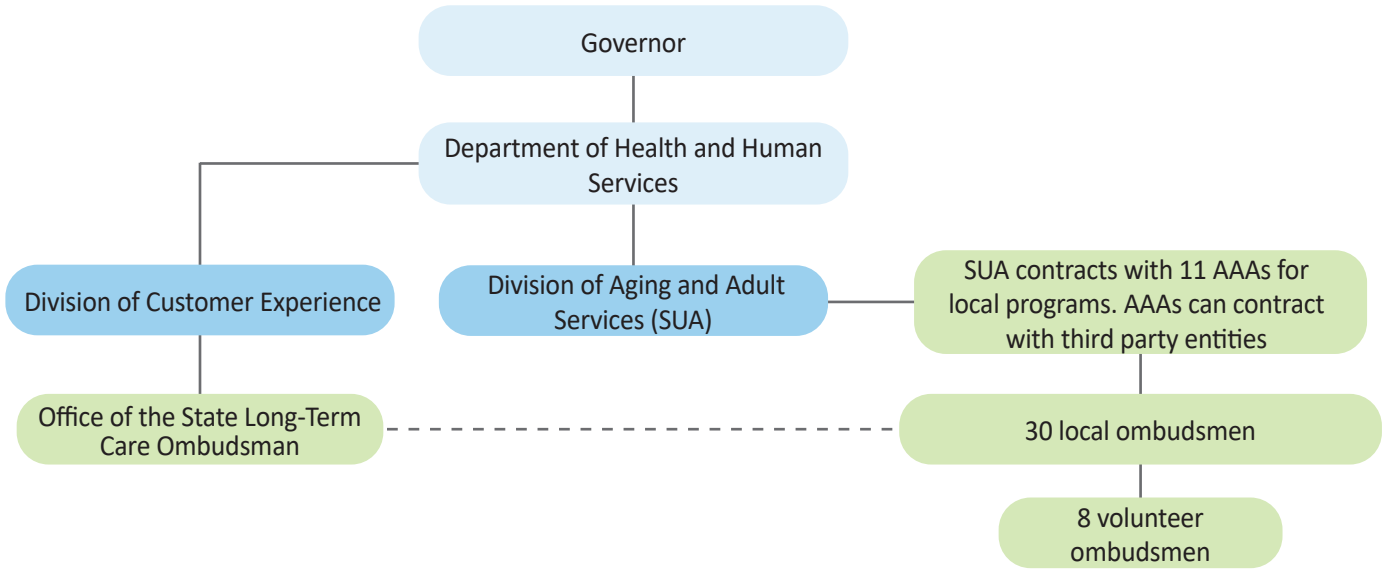 Governor
Department of Health and Human
Services
Division of Customer Experience
Division of Aging and Adult
Services (SUA)
SUA contracts with 11 AAAs for
local programs. AAAs can contract
with third party entities
Office of the State Long-Term
Care Ombudsman
30 local ombudsmen
8 volunteer
ombudsmen